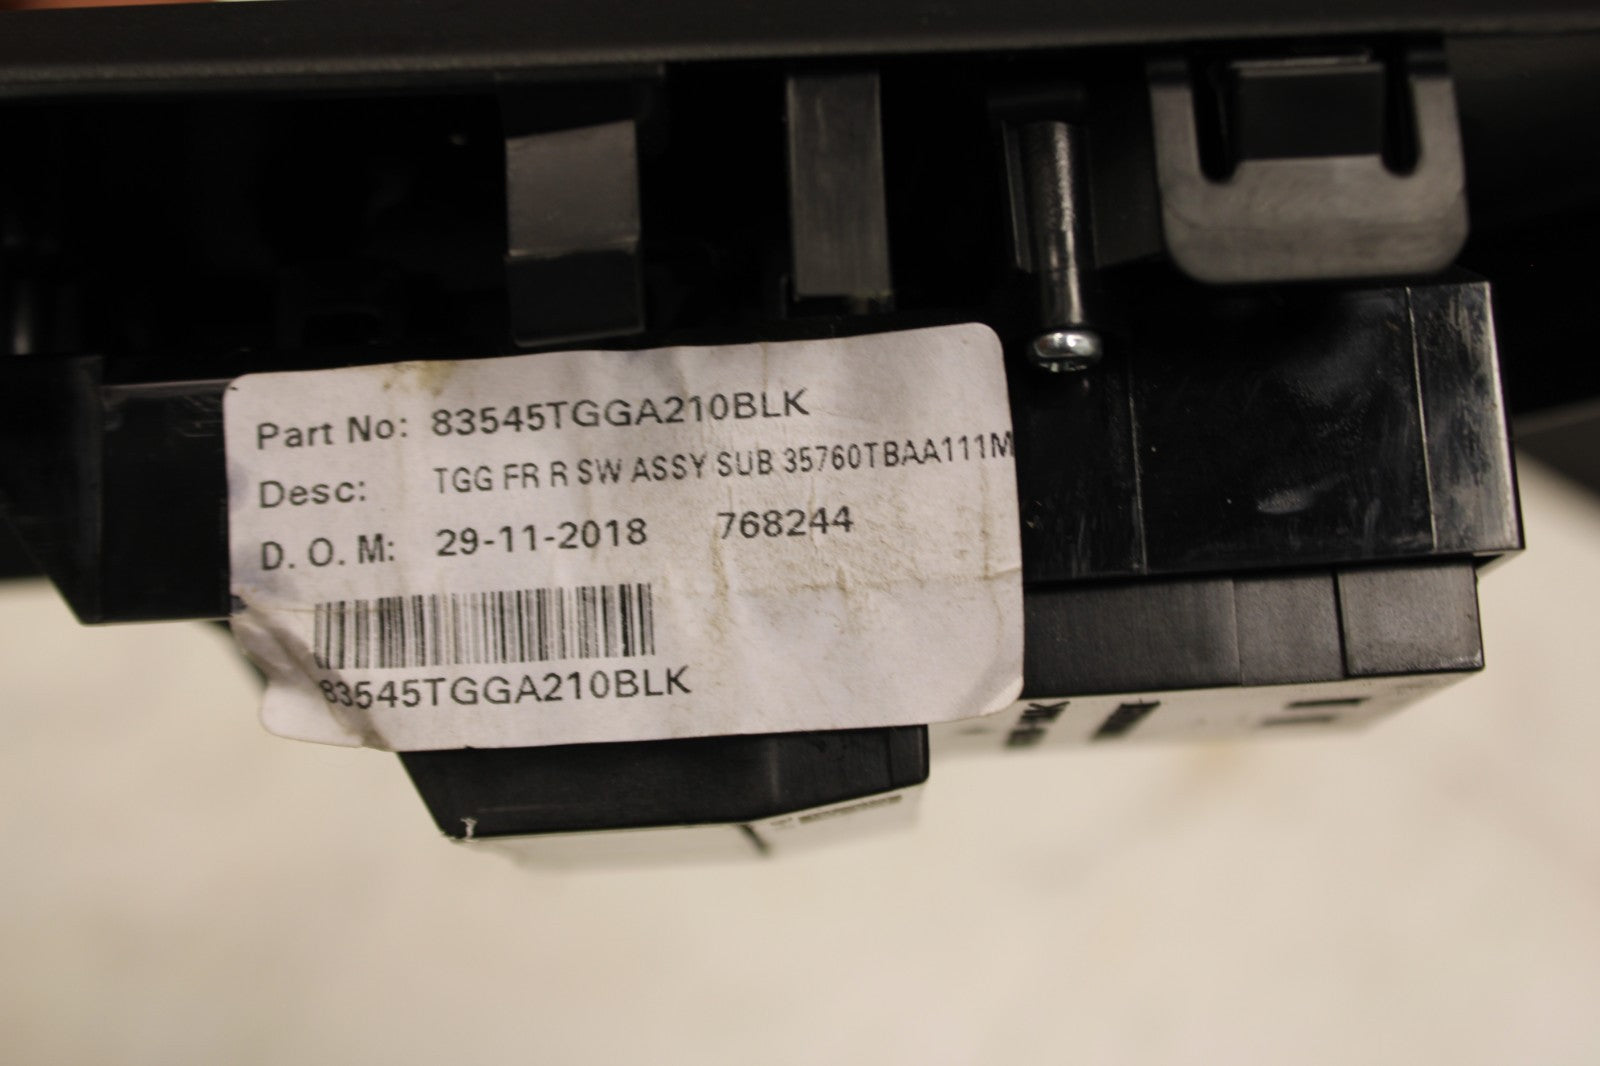 Part No: 83545TGGA210BLK
Desc: TGG FR R SW ASSY SUB 35760TBAA111M
D. O. M: 29-11-2018 768244
83545TGGA210BLK